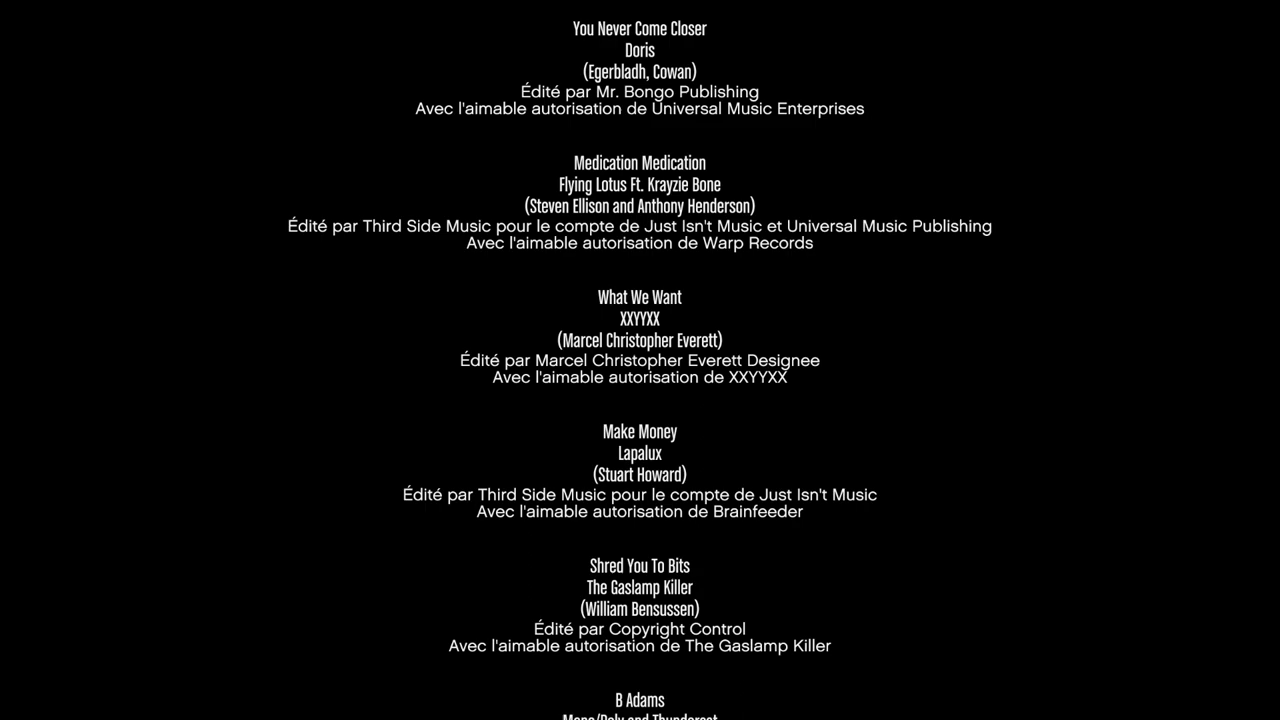 You Never Come Closer
Doris
(Egerbladh, Cowan)
Édité par Mr. Bongo Publishing
Avec l'aimable autorisation de Universal Music Enterprises
Medication Medication
Flying Lotus Ft. Krayzie Bone
(Steven Ellison and Anthony Henderson)
Édité par Third Side Music pour le compte de Just Isn't Music et Universal Music Publishing
Avec l'aimable autorisation de Warp Records
What We Want
XXYYXX
(Marcel Christopher Everett)
Édité par Marcel Christopher Everett Designee
Avec l'aimable autorisation de XXYYXX
Make Money
Lapalux
(Stuart Howard)
Édité par Third Side Music pour le compte de Just Isn't Music
Avec l'aimable autorisation de Brainfeeder
Shred You To Bits
The Gaslamp Killer
(William Bensussen)
Édité par Copyright Control
Avec l'aimable autorisation de The Gaslamp Killer
B Adams
Mono/Poly and Thundercat